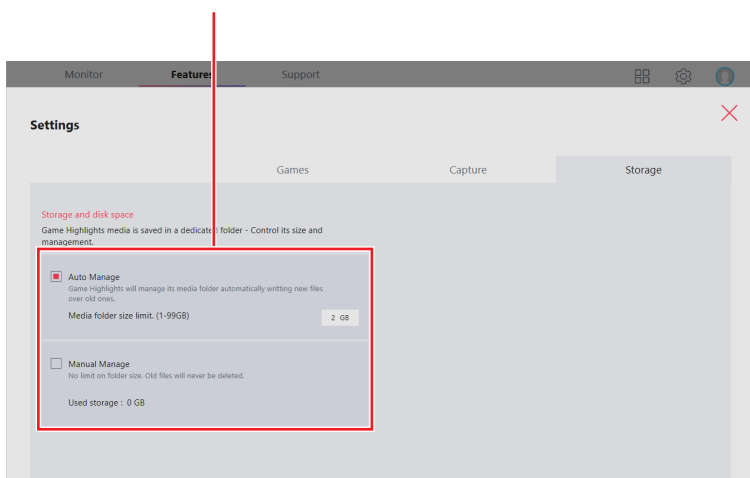 Monitor Features Support
Settings
Games Capture Storage
Storage and disk space
Game Highlights media is saved in a dedicated folder - Control its size and
management.
Auto Manage
Game Highlights will manage its media folder automatically writting new files
over old ones.
Media folder size limit. (1-99GB) 2 GB
Manual Manage
No limit on folder size. Old files will never be deleted.
Used storage : 0 GB